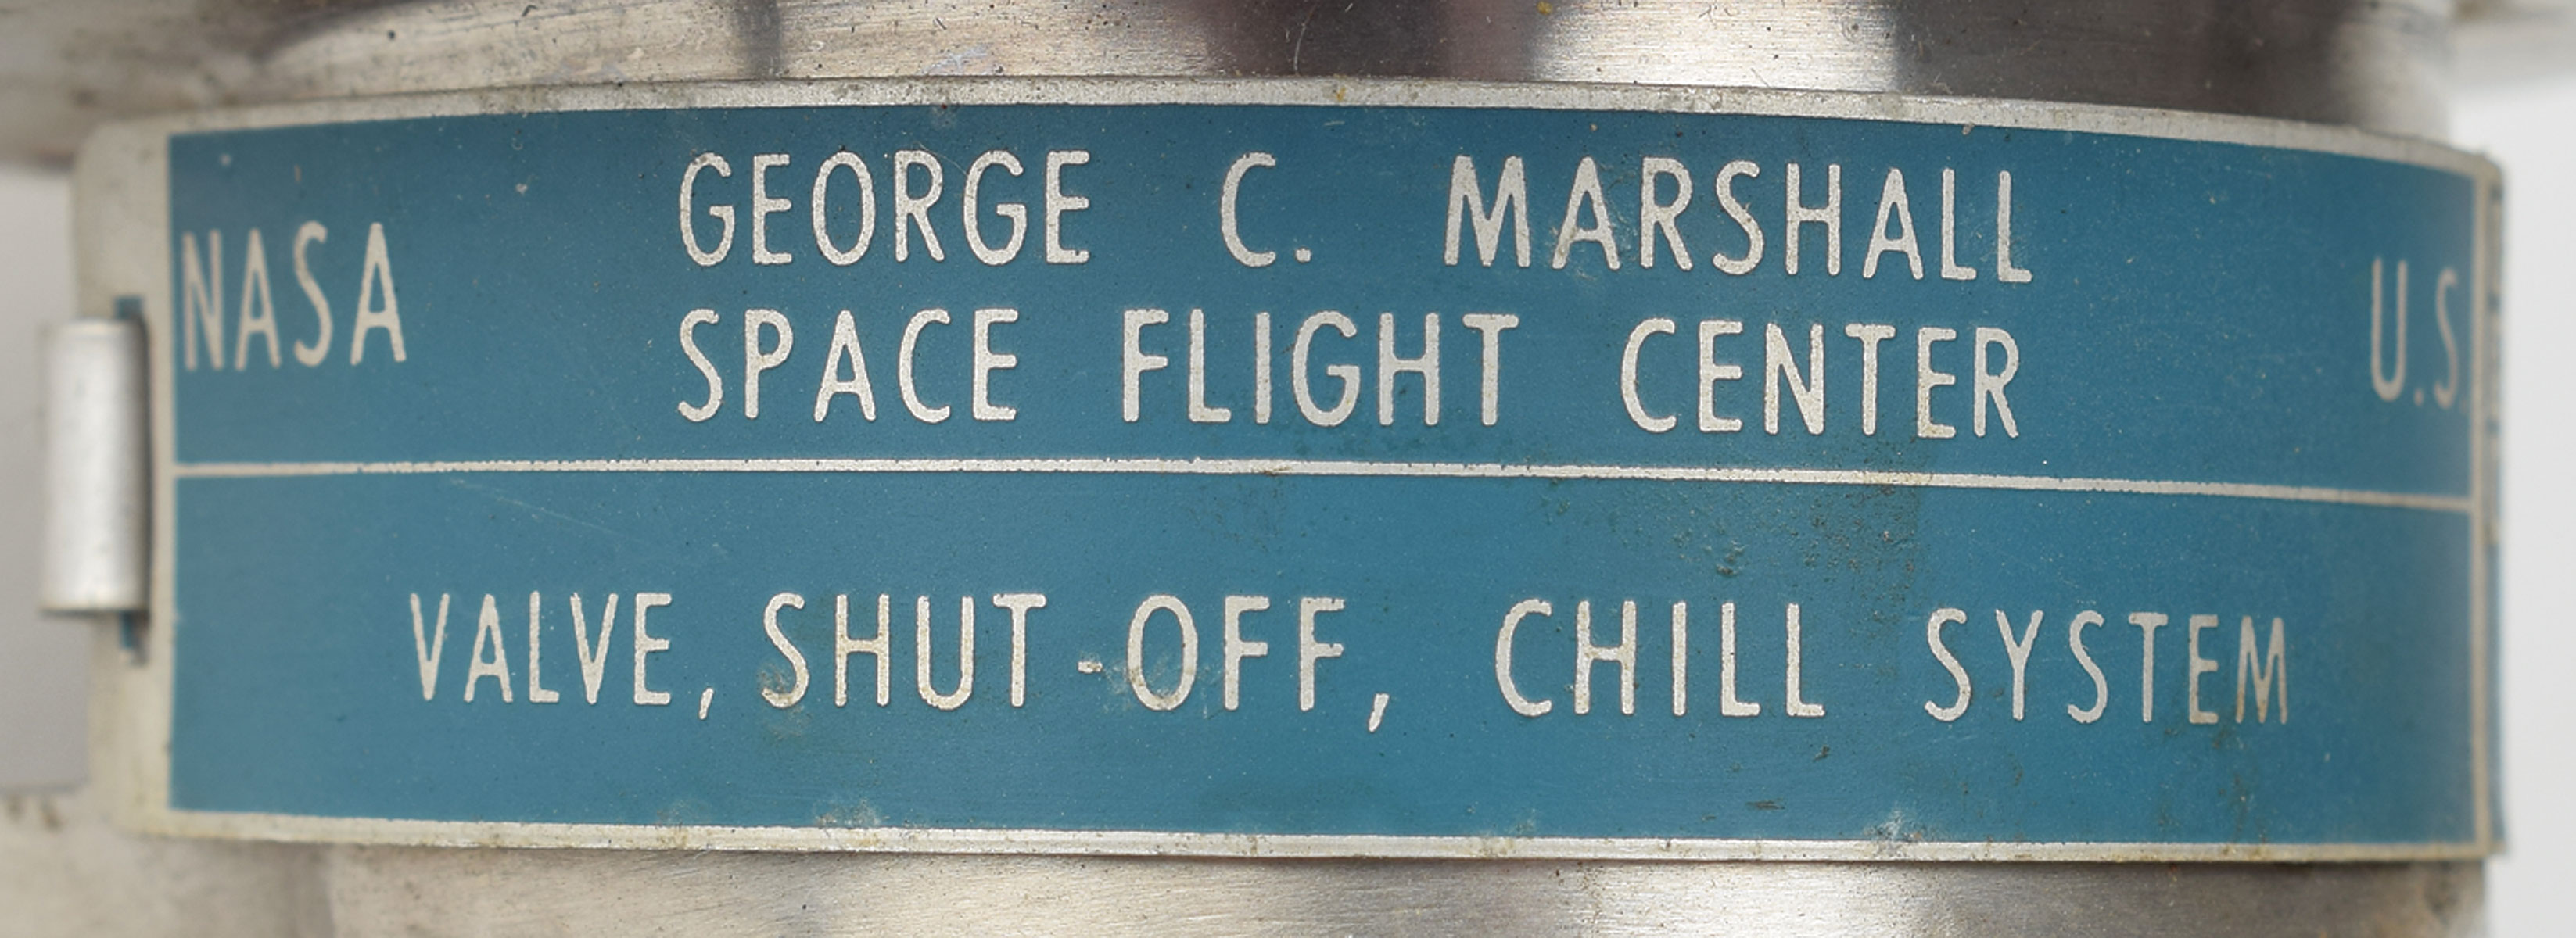 NASA
GEORGE C. MARSHALL
SPACE FLIGHT CENTER
U.S.
VALVE, SHUT-OFF, CHILL SYSTEM